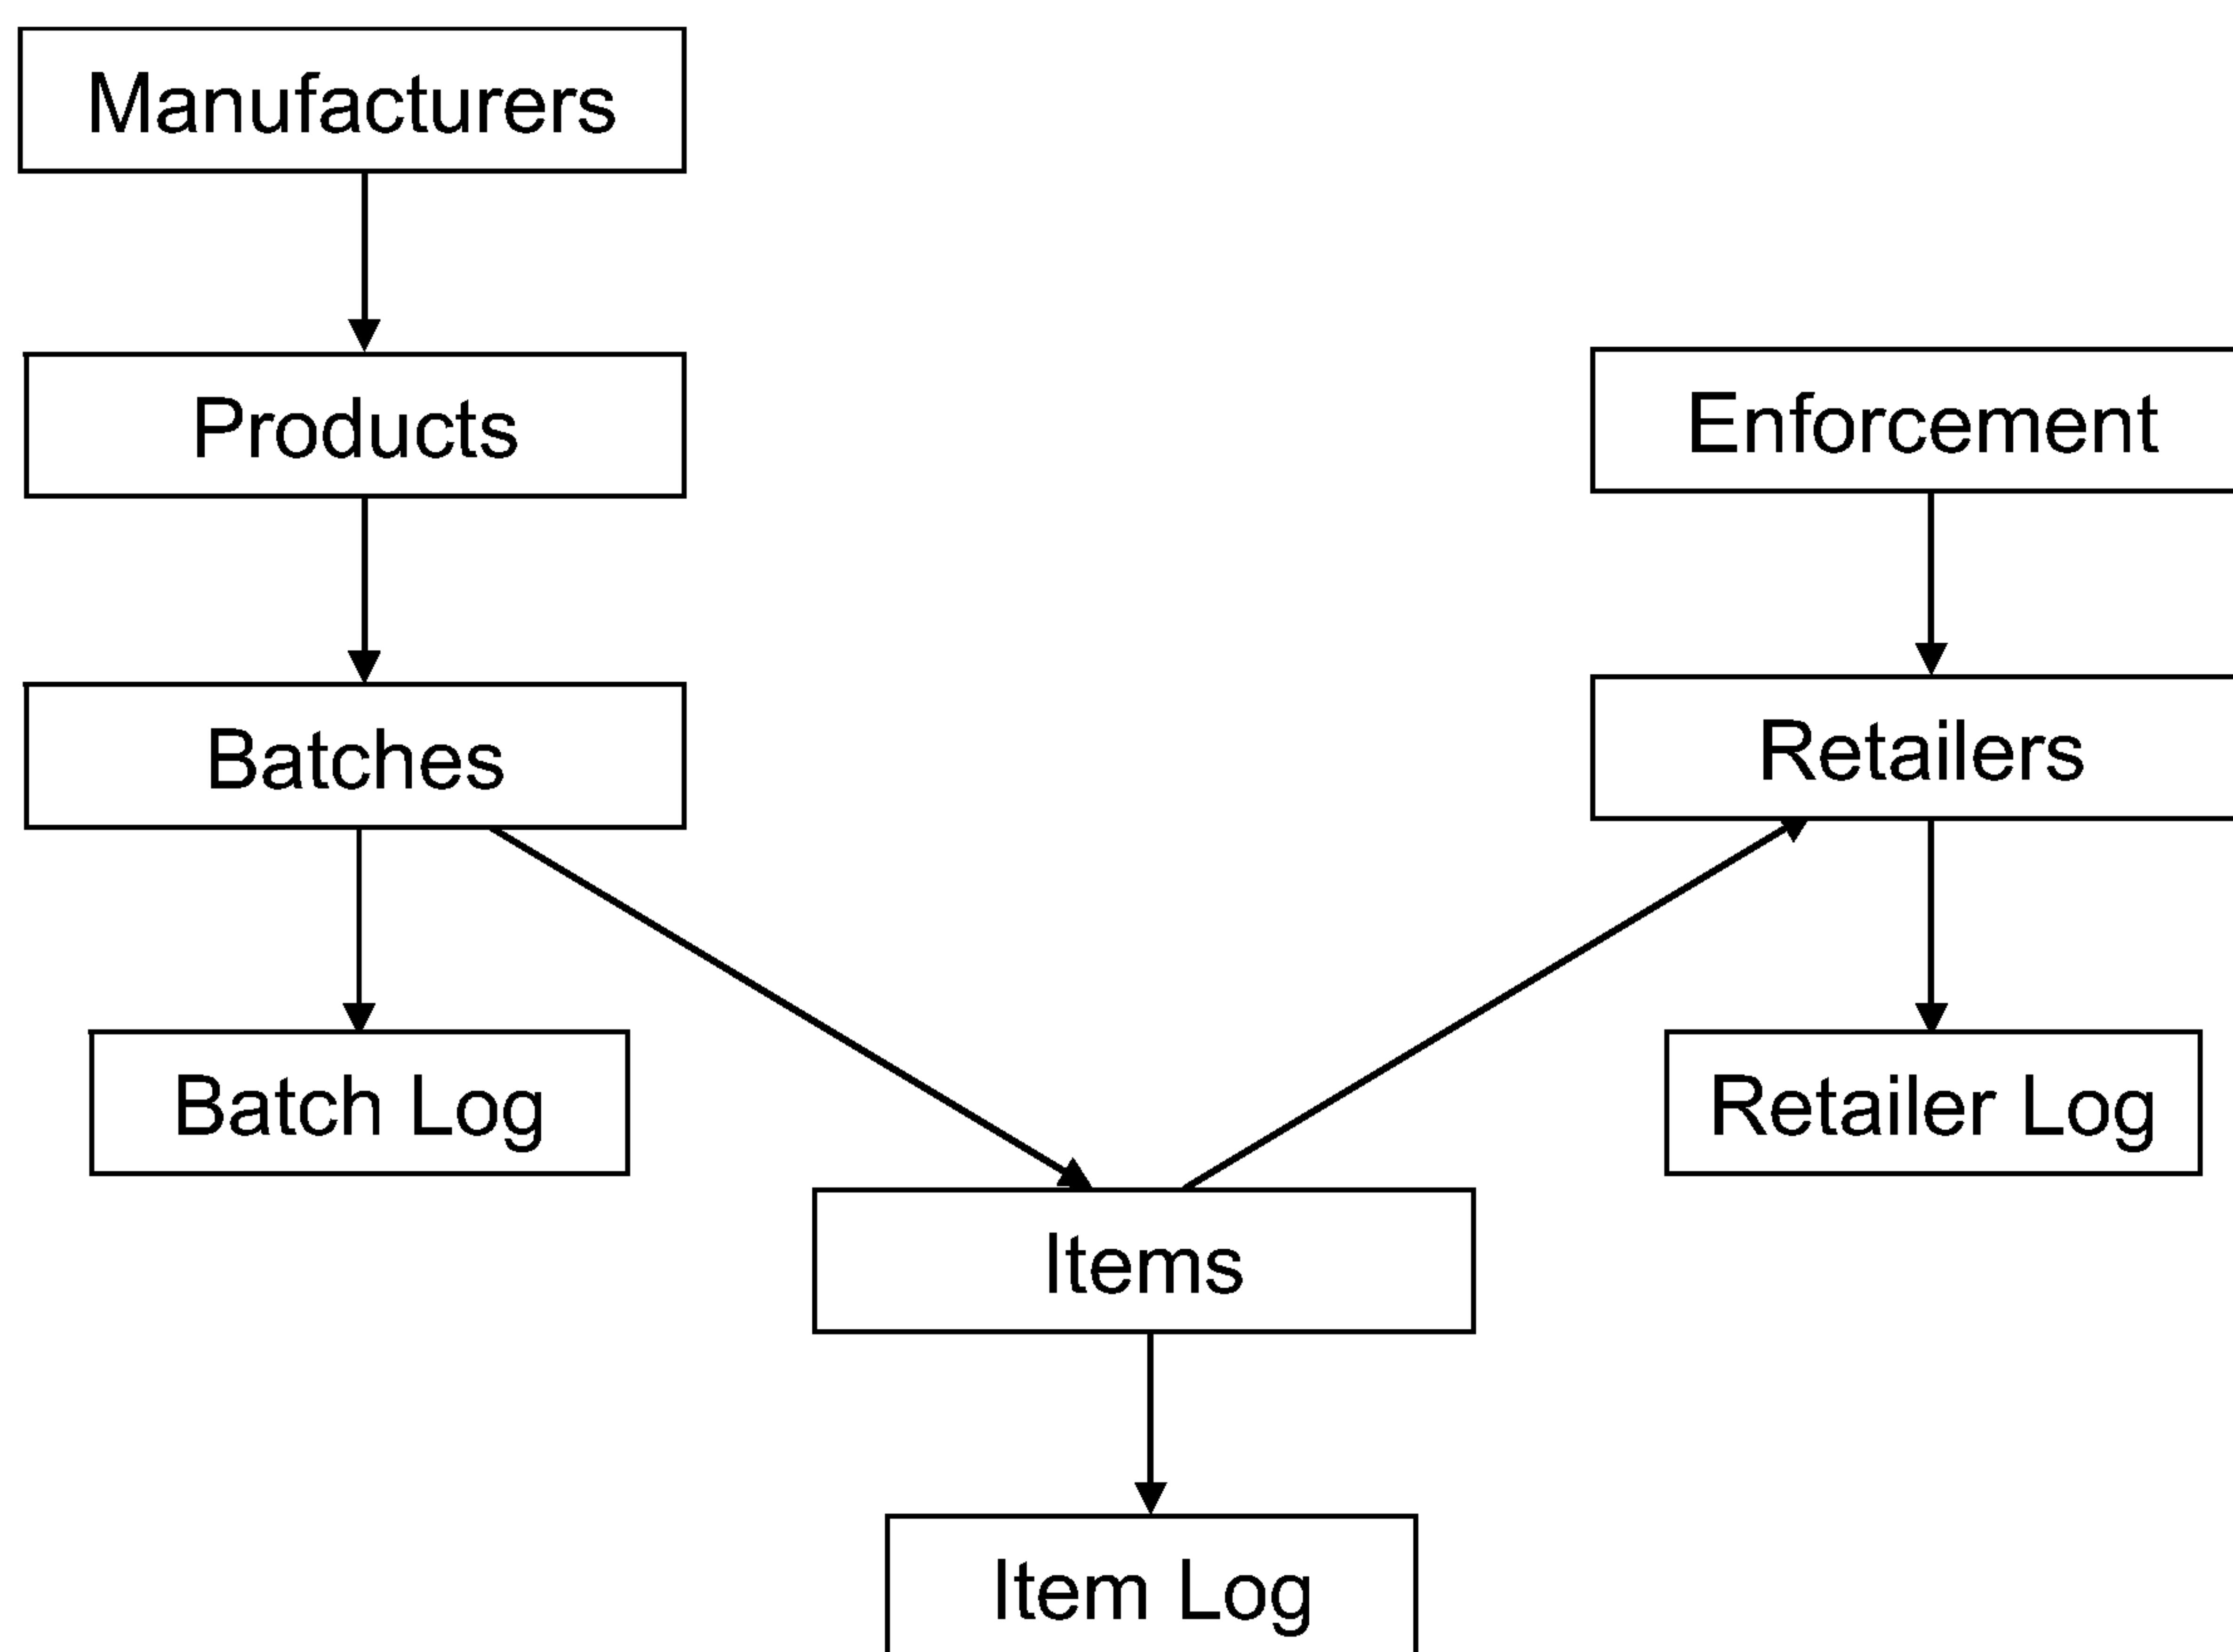 Manufacturers
Products
Enforcement
Batches
Retailers
Batch Log
Retailer Log
Items
Item Log